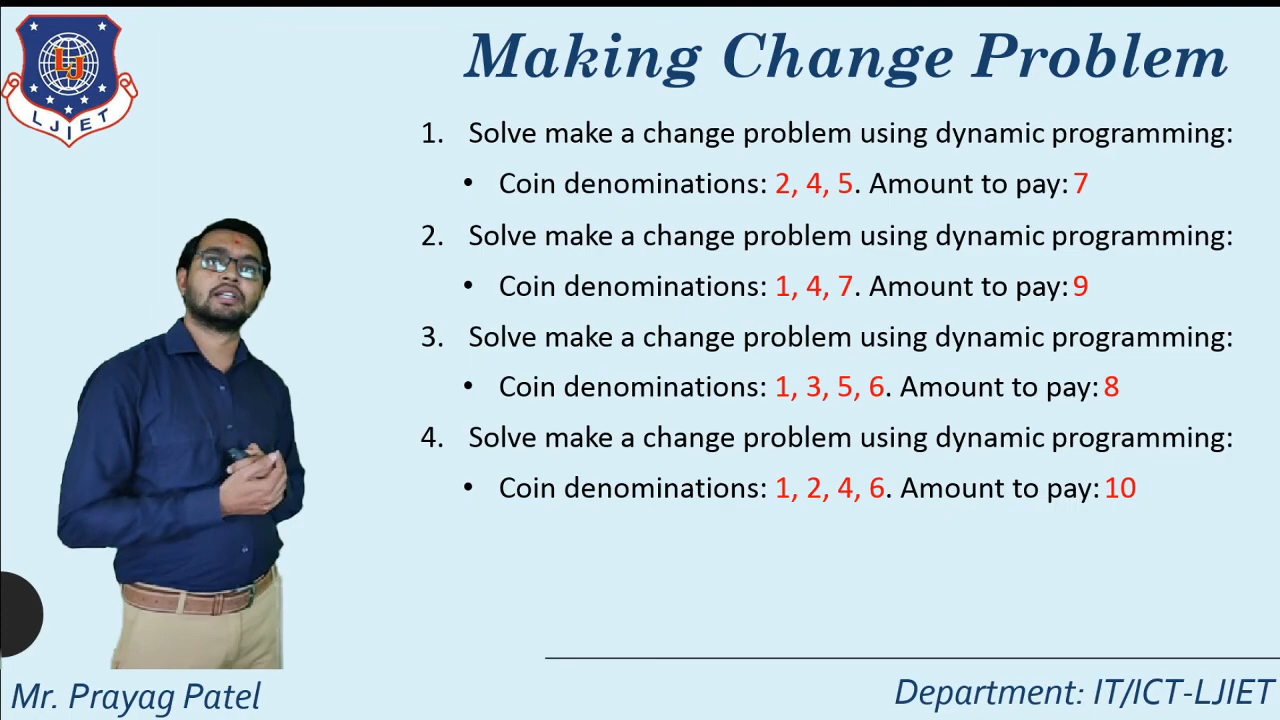 LJ
LJIET
Making Change Problem
1. Solve make a change problem using dynamic programming:
• Coin denominations: 2, 4, 5. Amount to pay: 7
2. Solve make a change problem using dynamic programming:
• Coin denominations: 1, 4, 7. Amount to pay: 9
3. Solve make a change problem using dynamic programming:
• Coin denominations: 1, 3, 5, 6. Amount to pay: 8
4. Solve make a change problem using dynamic programming:
• Coin denominations: 1, 2, 4, 6. Amount to pay: 10
Mr. Prayag Patel
Department: IT/ICT-LJIET